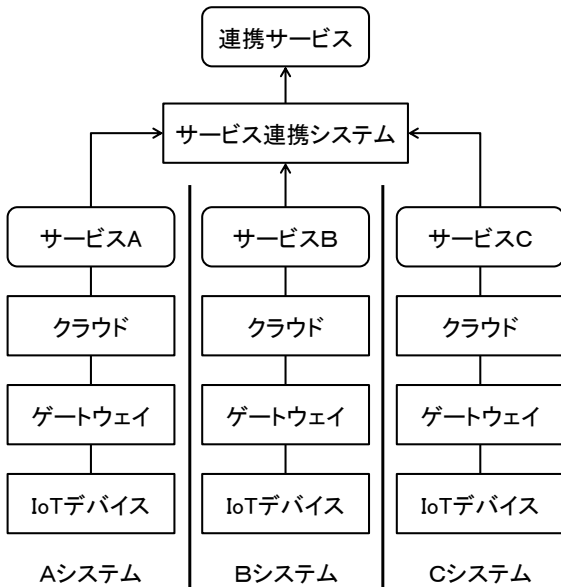 連携サービス
サービス連携システム
サービスA
サービスB
サービスC
クラウド
クラウド
クラウド
ゲートウェイ
ゲートウェイ
ゲートウェイ
IoTデバイス
IoTデバイス
IoTデバイス
Aシステム
Bシステム
Cシステム